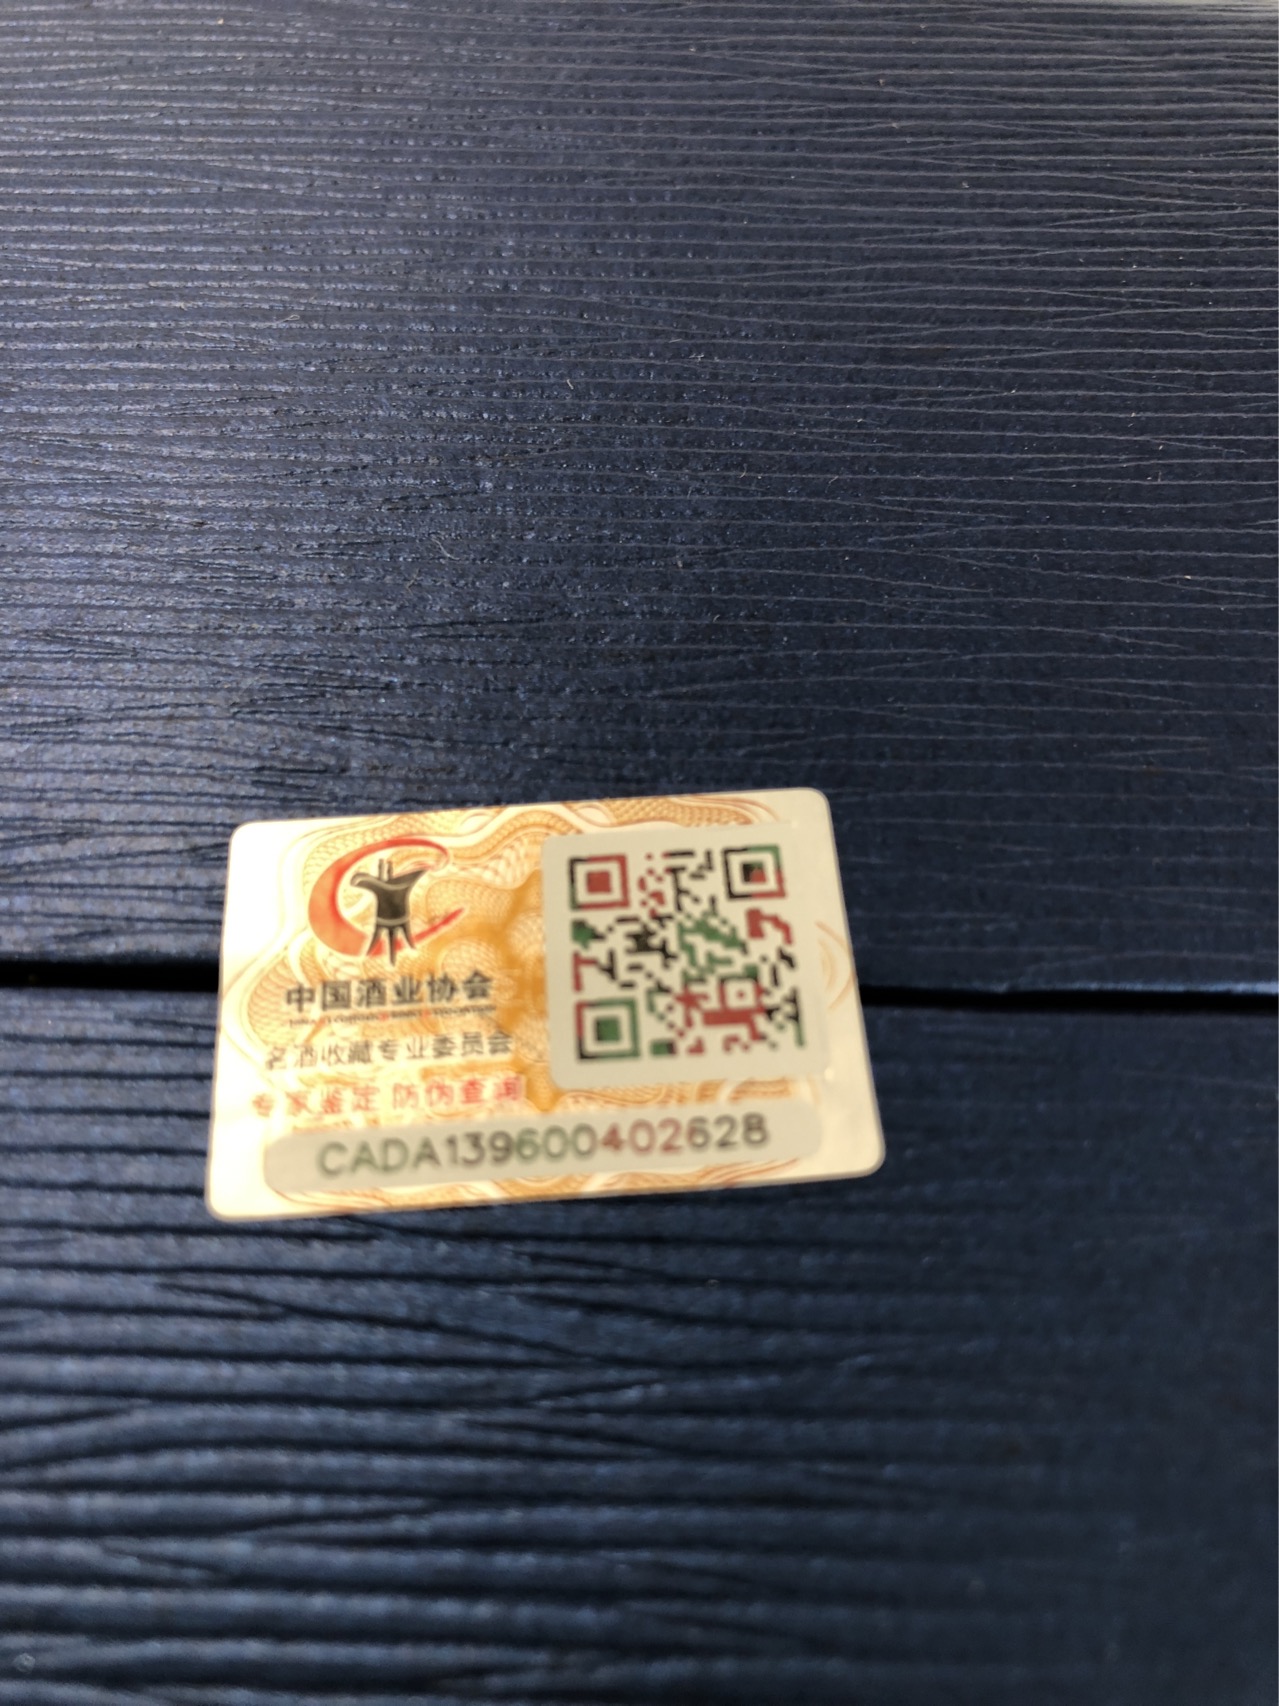 中国酒业协会
名酒收藏专业委员会
专家鉴定 防伪查询
CADA139600402628